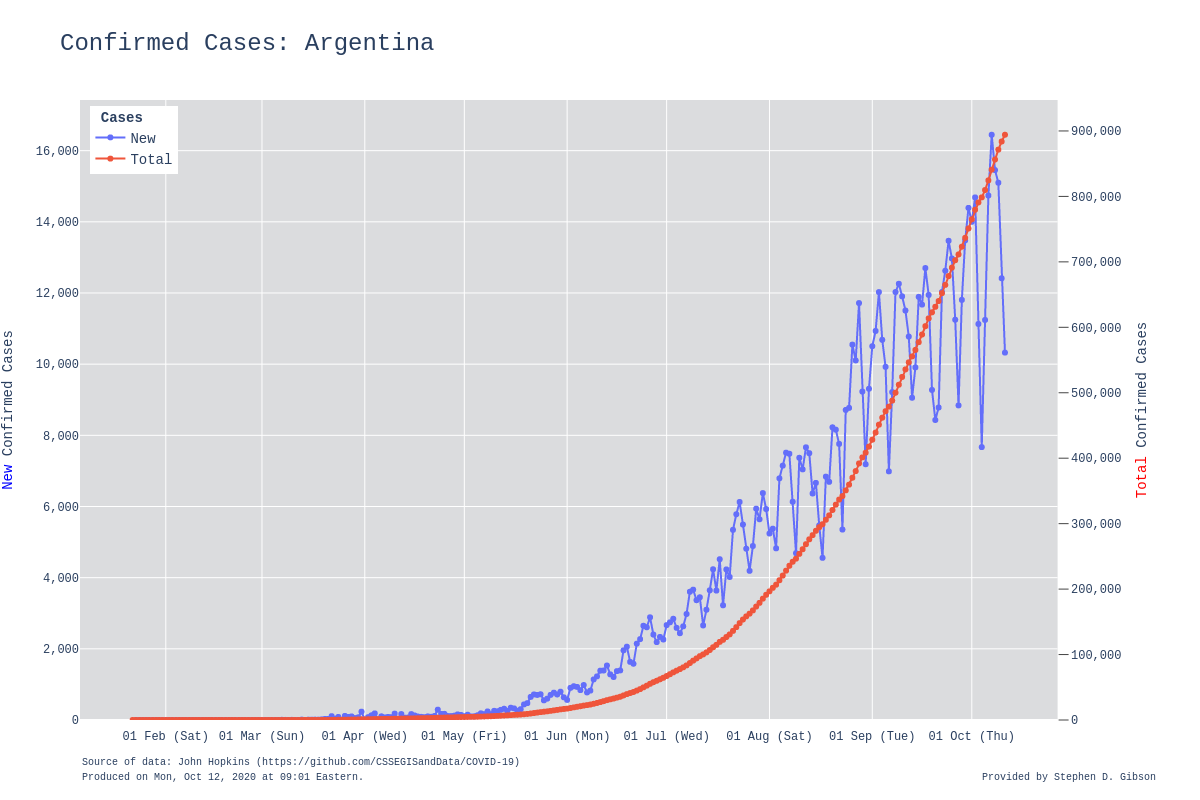 Confirmed Cases: Argentina
Cases
New
Total
16,000
14,000
12,000
10,000
8,000
6,000
4,000
2,000
0
New Confirmed Cases
900,000
800,000
700,000
600,000
500,000
400,000
300,000
200,000
100,000
0
Total Confirmed Cases
01 Feb (Sat) 01 Mar (Sun) 01 Apr (Wed) 01 May (Fri) 01 Jun (Mon) 01 Jul (Wed) 01 Aug (Sat) 01 Sep (Tue) 01 Oct (Thu)
Source of data: John Hopkins (https://github.com/CSSEGISandData/COVID-19)
Produced on Mon, Oct 12, 2020 at 09:01 Eastern.
Provided by Stephen D. Gibson